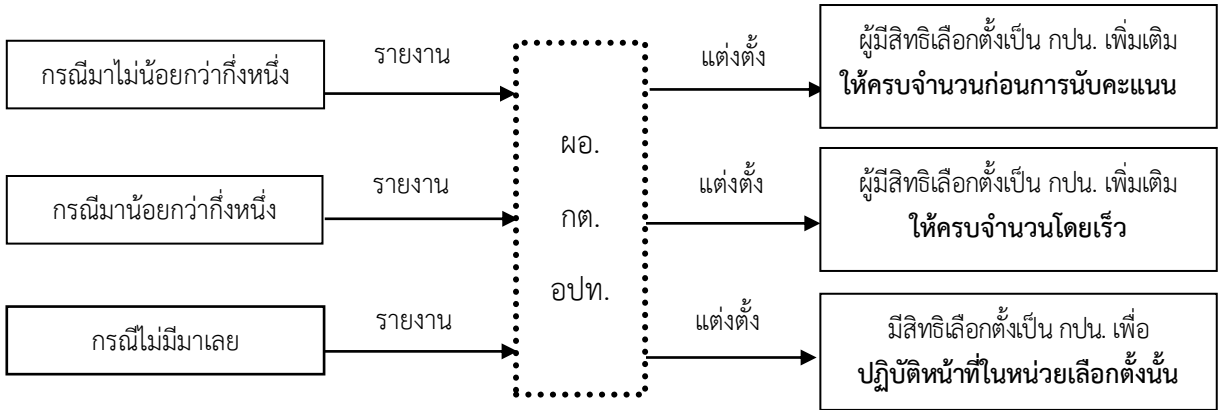 กรณีมาไม่น้อยกว่ากึ่งหนึ่ง
รายงาน
แต่งตั้ง
ผู้มีสิทธิเลือกตั้งเป็น กปน. เพิ่มเติม
ให้ครบจำนวนก่อนการนับคะแนน
กรณีมาน้อยกว่ากึ่งหนึ่ง
รายงาน
ผอ.
กต.
อปท.
แต่งตั้ง
ผู้มีสิทธิเลือกตั้งเป็น กปน. เพิ่มเติม
ให้ครบจำนวนโดยเร็ว
กรณีไม่มีมาเลย
รายงาน
แต่งตั้ง
มีสิทธิเลือกตั้งเป็น กปน. เพื่อ
ปฏิบัติหน้าที่ในหน่วยเลือกตั้งนั้น